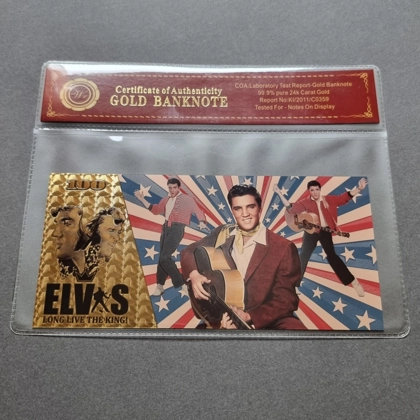 Certificate of Authenticity
GOLD BANKNOTE
COA-Laboratory Test Report-Gold Banknote
99.9% pure 24k Carat Gold
Report No:KI/2011/C0359
Tested For - Notes On Display
100
ELVIS
LONG LIVE THE KING!